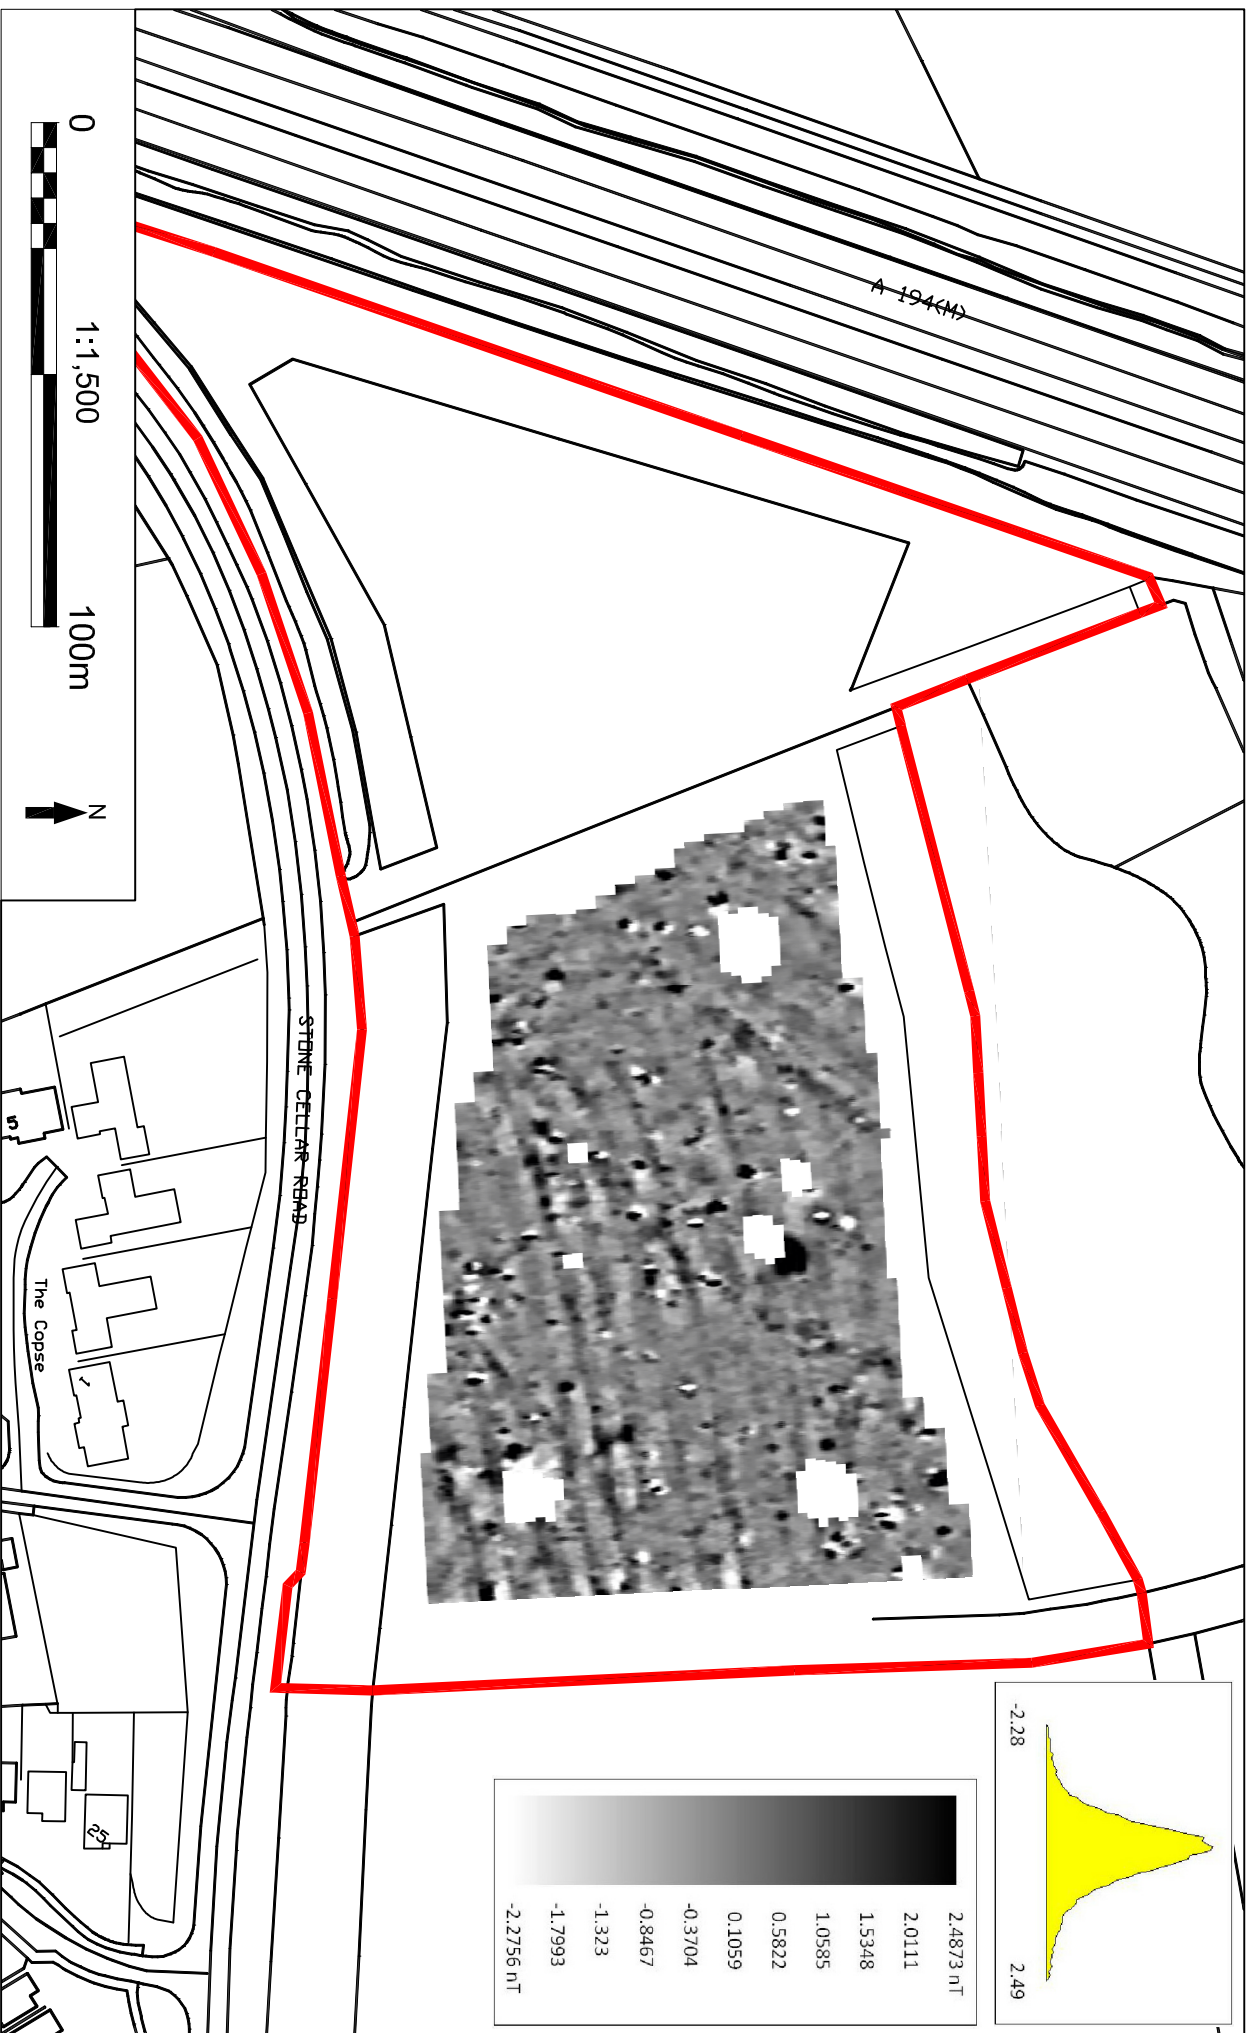 A 194(M)
-2.28
2.49
2.4873 nT
2.0111
1.5348
1.0585
0.5822
0.1059
-0.3704
-0.8467
-1.323
-1.7993
-2.2756 nT
STONE CELLAR ROAD
The Copse
5
1
25
0
1:1,500
100m
N